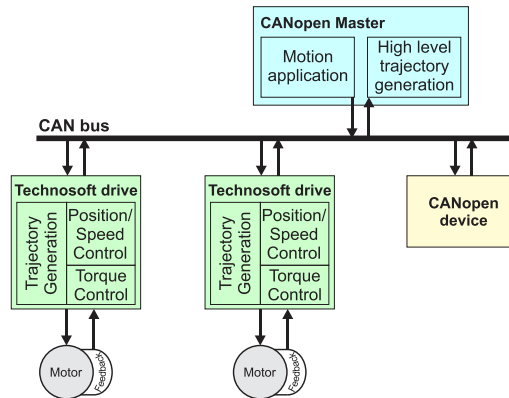 CANopen Master
Motion
application
High level
trajectory
generation
CAN bus
Technosoft drive
Trajectory
Generation
Position/
Speed
Control
Torque
Control
Motor
Feedback
Technosoft drive
Trajectory
Generation
Position/
Speed
Control
Torque
Control
Motor
Feedback
CANopen
device